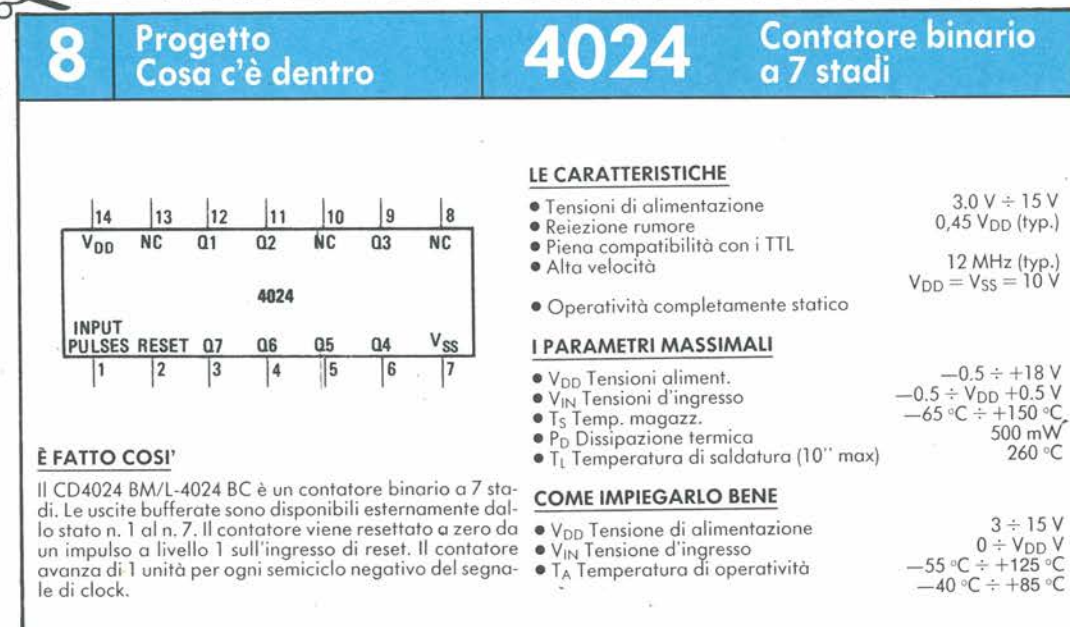 8
Progetto
Cosa c'è dentro
4024
Contatore binario
a 7 stadi
14 13 12 11 10 9 8
VDD NC Q1 Q2 NC Q3 NC
4024
INPUT
PULSES RESET Q7 Q6 Q5 Q4 VSS
1 2 3 4 5 6 7
È FATTO COSI'
Il CD4024 BM/L-4024 BC è un contatore binario a 7 sta-
di. Le uscite bufferate sono disponibili esternamente dal-
lo stato n. 1 al n. 7. Il contatore viene resettato a zero da
un impulso a livello 1 sull'ingresso di reset. Il contatore
avanza di 1 unità per ogni semiciclo negativo del segna-
le di clock.
LE CARATTERISTICHE
● Tensioni di alimentazione 3.0 V ÷ 15 V
● Reiezione rumore 0,45 VDD (typ.)
● Piena compatibilità con i TTL
● Alta velocità 12 MHz (typ.)
VDD = VSS = 10 V
● Operatività completamente statico
I PARAMETRI MASSIMALI
● VDD Tensioni aliment. —0.5 ÷ +18 V
● VIN Tensioni d'ingresso —0.5 ÷ VDD +0.5 V
● TS Temp. magazz. —65 °C ÷ +150 °C
● PD Dissipazione termica 500 mW
● TL Temperatura di saldatura (10'' max) 260 °C
COME IMPIEGARLO BENE
● VDD Tensione di alimentazione 3 ÷ 15 V
● VIN Tensione d'ingresso 0 ÷ VDD V
● TA Temperatura di operatività —55 °C ÷ +125 °C
—40 °C ÷ +85 °C